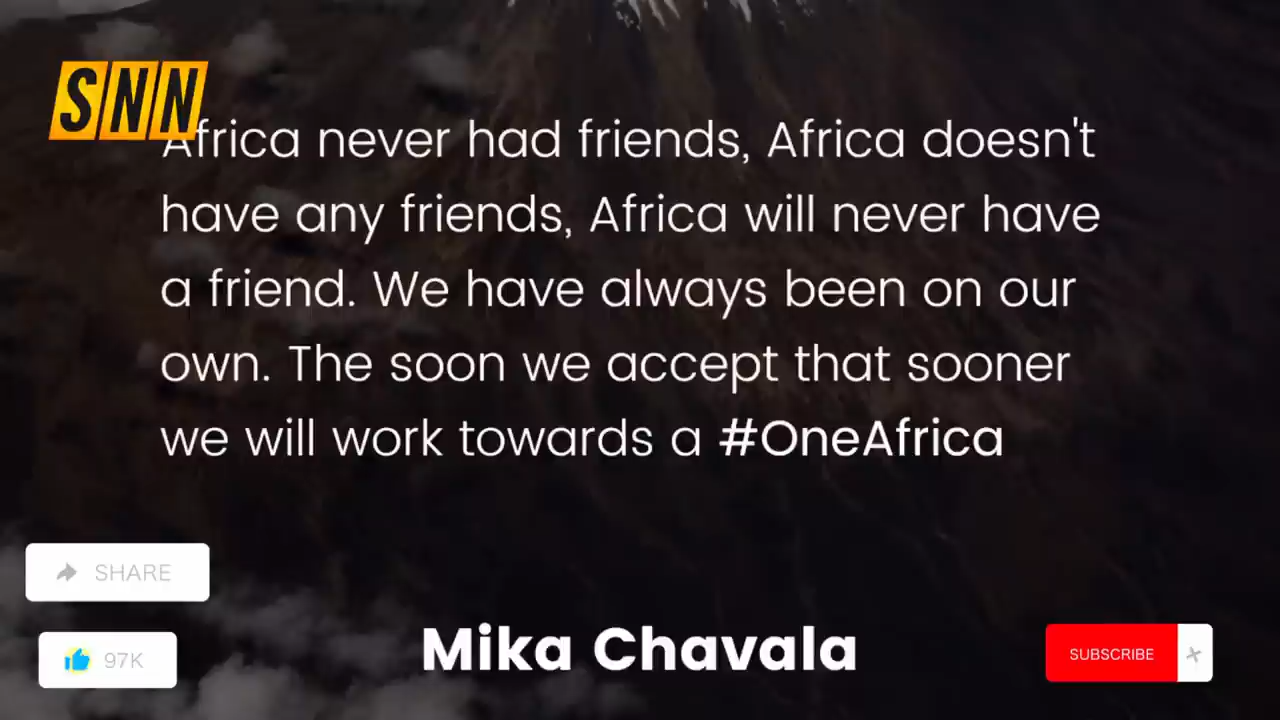 SNN
Africa never had friends, Africa doesn't
have any friends, Africa will never have
a friend. We have always been on our
own. The soon we accept that sooner
we will work towards a #OneAfrica
SHARE
97K
Mika Chavala
SUBSCRIBE